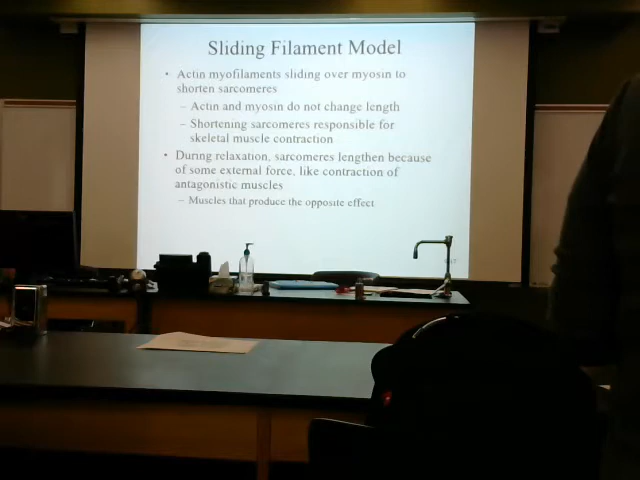 Sliding Filament Model
• Actin myofilaments sliding over myosin to
shorten sarcomeres
– Actin and myosin do not change length
– Shortening sarcomeres responsible for
skeletal muscle contraction
• During relaxation, sarcomeres lengthen because
of some external force, like contraction of
antagonistic muscles
– Muscles that produce the opposite effect